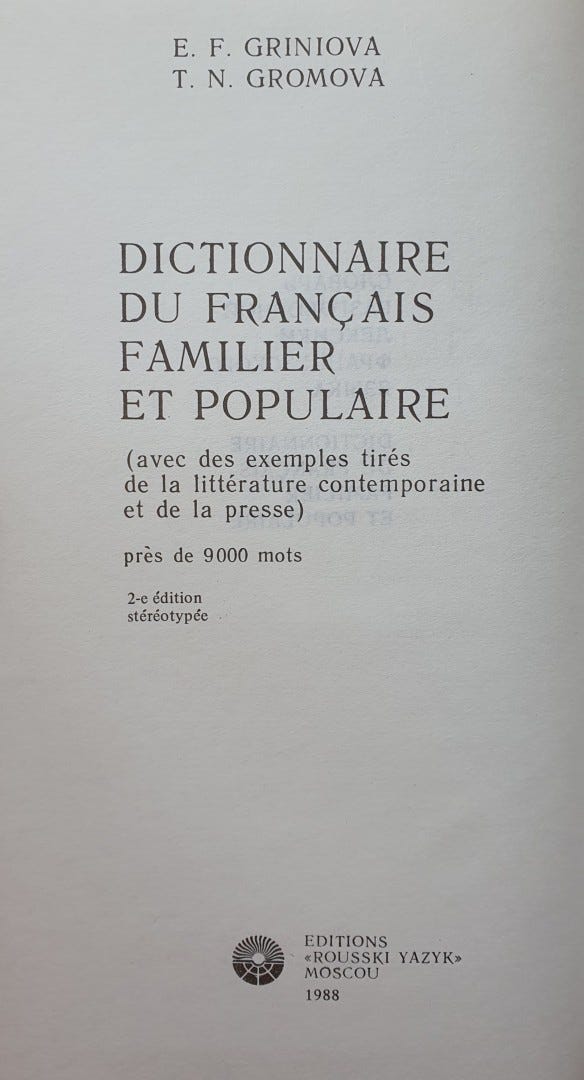 E. F. GRINIOVA
T. N. GROMOVA
DICTIONNAIRE
DU FRANÇAIS
FAMILIER
ET POPULAIRE
(avec des exemples tirés
de la littérature contemporaine
et de la presse)
près de 9000 mots
2-e édition
stéréotypée
EDITIONS
«ROUSSKI YAZYK»
MOSCOU
1988